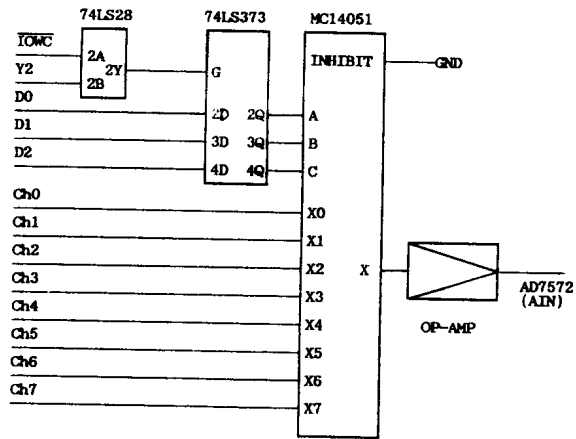 74LS28 74LS373 MC14051
IOWC
2A
INHIBIT GND
Y2 2Y G
2B
D0
2D 2Q A
D1
3D 3Q B
D2
4D 4Q C
Ch0
X0
Ch1
X1
Ch2
X2 X
Ch3
X3 AD7572
(AIN)
Ch4
X4 OP-AMP
Ch5
X5
Ch6
X6
Ch7
X7